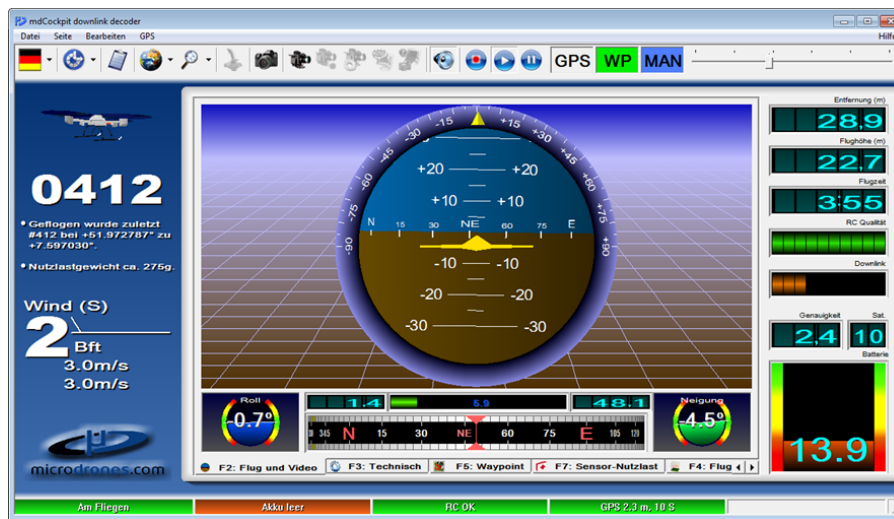 mdCockpit downlink decoder
Datei Seite Bearbeiten GPS Hilfe
GPS WP MAN
0412
Geflogen wurde zuletzt
#412 bei +51.972787° zu
+7.597030°.
Nutzlastgewicht ca. 275g.
Wind (S)
2
Bft
3.0m/s
3.0m/s
microdrones.com
-90 -75 -60 -45 -30 -15 +15 +30 +45 +60 +75 +90
+20 +20
+10 +10
N 15 30 NE 60 75 E
-10 -10
-20 -20
-30 -30
Entfernung (m)
28,9
Flughöhe (m)
22,7
Flugzeit
3:55
RC Qualität
Downlink
Genauigkeit Sat.
2,4 10
Batterie
13.9
Roll
-0.7°
1.4 5.9 48.1
Neigung
-4.5°
345 N 15 30 NE 60 75 E 105 120
F2: Flug und Video F3: Technisch F5: Waypoint F7: Sensor-Nutzlast F4: Flug
Am Fliegen Akku leer RC OK GPS 2,3 m, 10 S